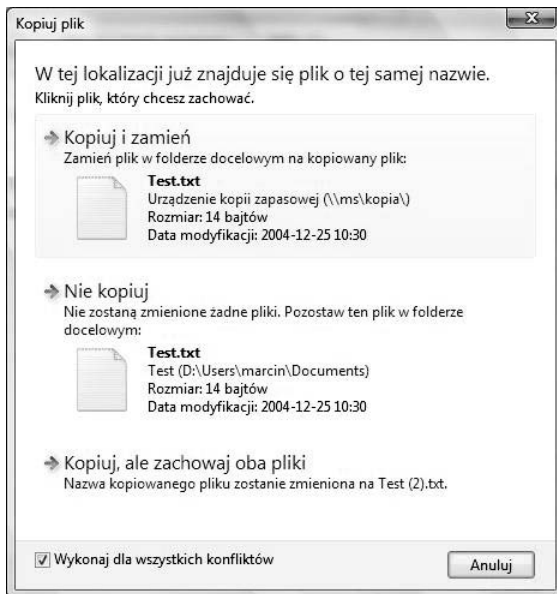 Kopiuj plik
W tej lokalizacji już znajduje się plik o tej samej nazwie.
Kliknij plik, który chcesz zachować.
Kopiuj i zamień
Zamień plik w folderze docelowym na kopiowany plik:
Test.txt
Urządzenie kopii zapasowej (\\ms\kopia\)
Rozmiar: 14 bajtów
Data modyfikacji: 2004-12-25 10:30
Nie kopiuj
Nie zostaną zmienione żadne pliki. Pozostaw ten plik w folderze
docelowym:
Test.txt
Test (D:\Users\marcin\Documents)
Rozmiar: 14 bajtów
Data modyfikacji: 2004-12-25 10:30
Kopiuj, ale zachowaj oba pliki
Nazwa kopiowanego pliku zostanie zmieniona na Test (2).txt.
Wykonaj dla wszystkich konfliktów
Anuluj